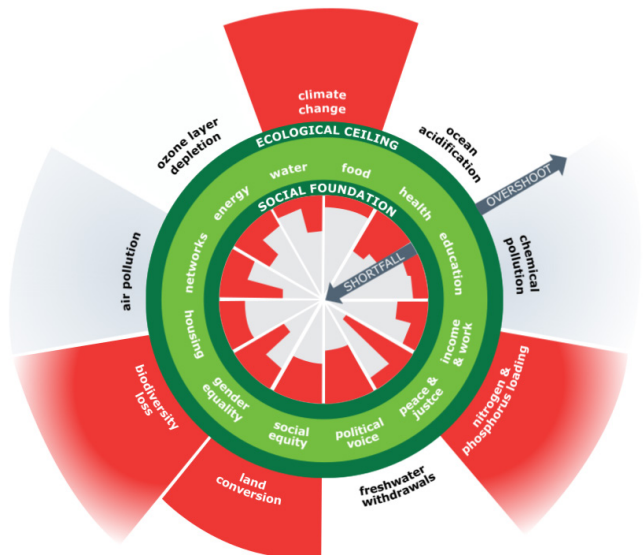 climate
change
ozone layer
depletion
ECOLOGICAL CEILING
ocean
acidification
water
food
energy
health
SOCIAL FOUNDATION
OVERSHOOT
networks
education
SHORTFALL
air pollution
chemical
pollution
housing
income
& work
gender
equality
peace &
justce
social
equity
political
voice
biodiversity
loss
nitrogen &
phosphorus loading
land
conversion
freshwater
withdrawals